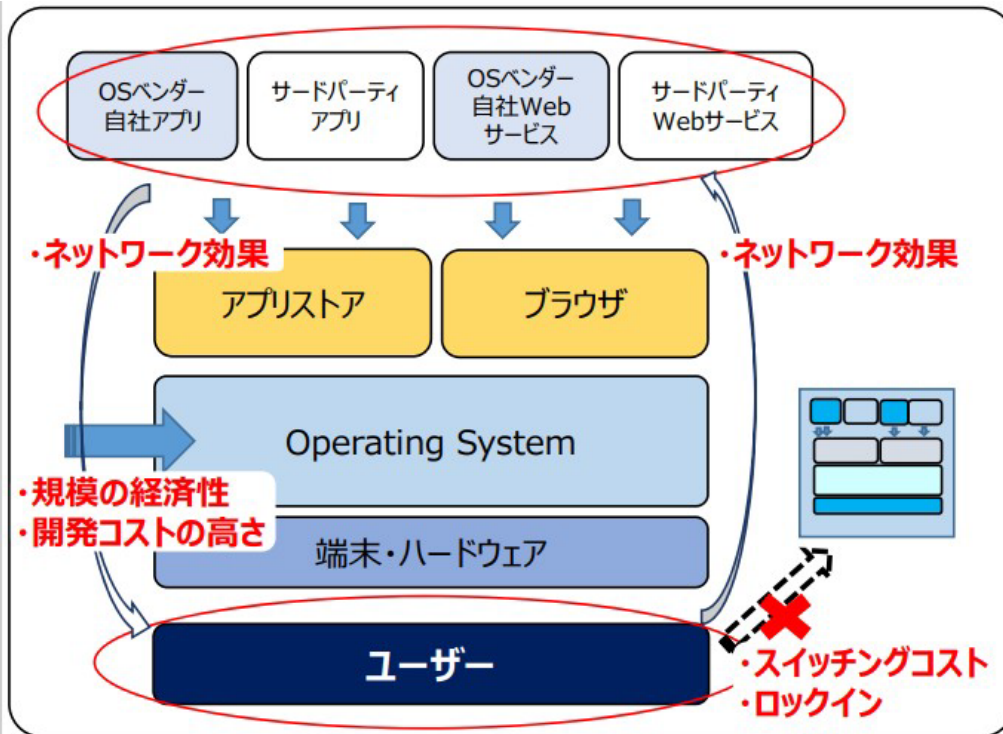 OSベンダー
自社アプリ
サードパーティ
アプリ
OSベンダー
自社Web
サービス
サードパーティ
Webサービス
・ネットワーク効果
・ネットワーク効果
アプリストア
ブラウザ
Operating System
・規模の経済性
・開発コストの高さ
端末・ハードウェア
ユーザー
・スイッチングコスト
・ロックイン